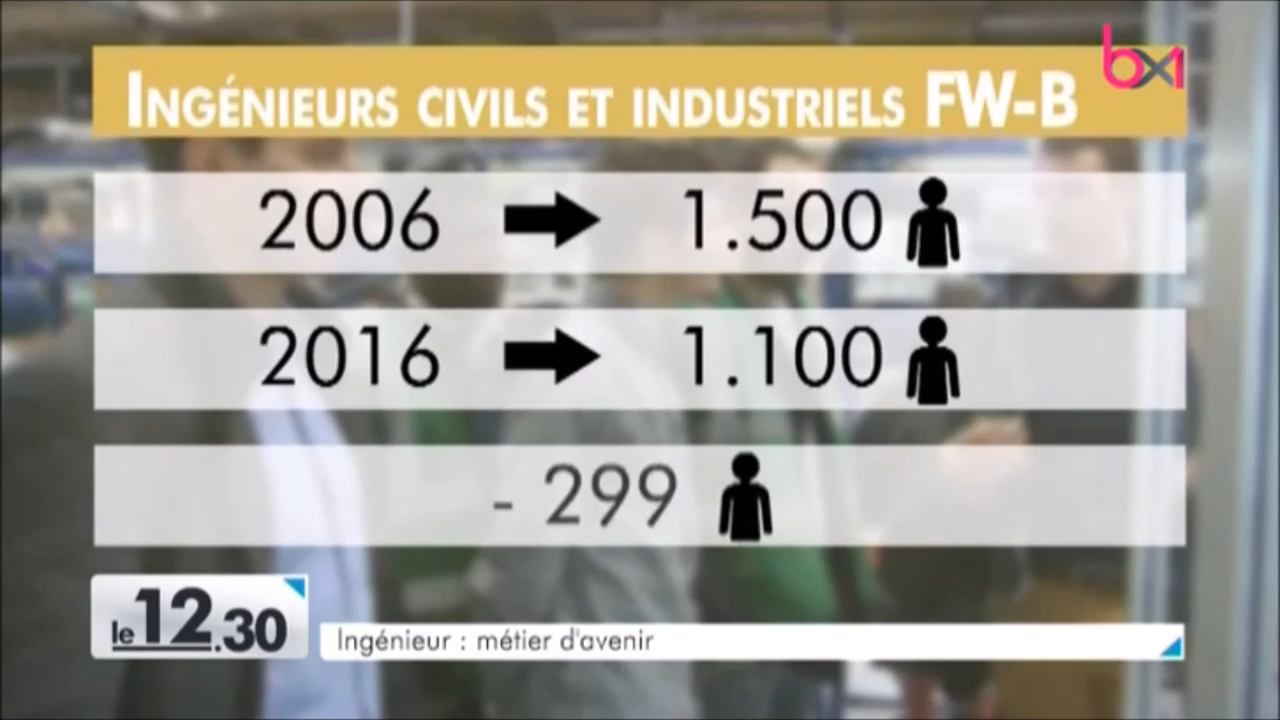 bx1
INGÉNIEURS CIVILS ET INDUSTRIELS FW-B
2006 1.500
2016 1.100
- 299
le 12.30
Ingénieur : métier d'avenir